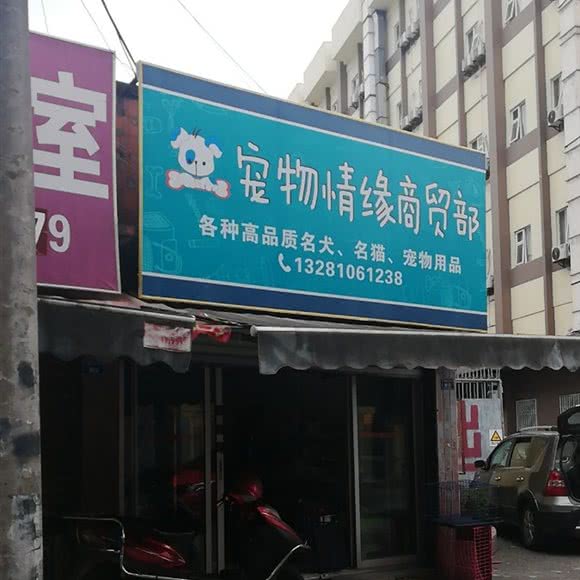 室
79
宠物情缘商贸部
各种高品质名犬、名猫、宠物用品
13281061238